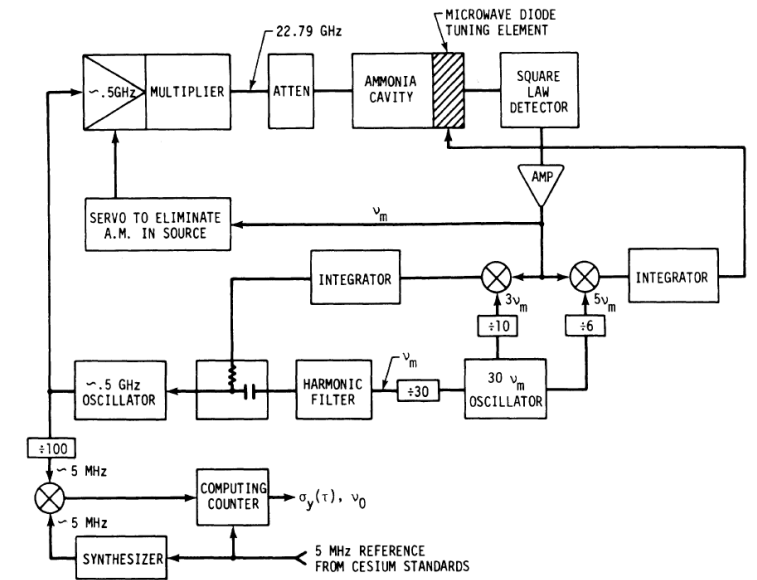 MICROWAVE DIODE
TUNING ELEMENT
22.79 GHz
∽.5GHz
MULTIPLIER
ATTEN
AMMONIA
CAVITY
SQUARE
LAW
DETECTOR
AMP
SERVO TO ELIMINATE
A.M. IN SOURCE
νm
INTEGRATOR
3νm
5νm
INTEGRATOR
÷10
÷6
∽.5 GHz
OSCILLATOR
HARMONIC
FILTER
νm
÷30
30 νm
OSCILLATOR
÷100
∽ 5 MHz
COMPUTING
COUNTER
σy(τ), ν0
∽ 5 MHz
SYNTHESIZER
5 MHz REFERENCE
FROM CESIUM STANDARDS